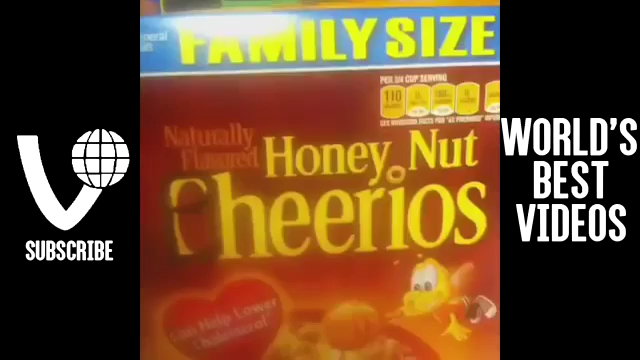 FAMILY SIZE
PER 3/4 CUP SERVING
110
Naturally
Flavored
Honey Nut
Cheerios
Can Help Lower
Cholesterol
SUBSCRIBE
WORLD'S
BEST
VIDEOS